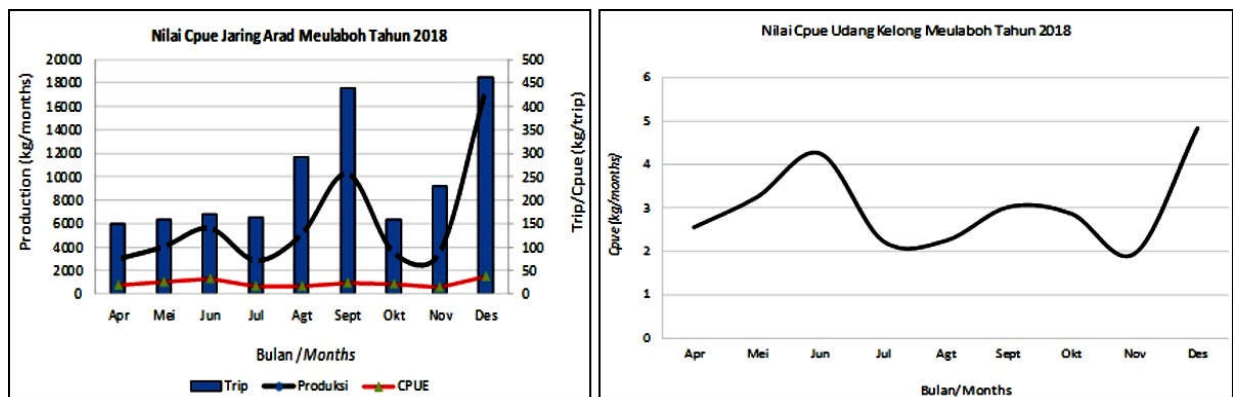 Nilai Cpue Jaring Arad Meulaboh Tahun 2018
Production (kg/months)
20000
18000
16000
14000
12000
10000
8000
6000
4000
2000
0
500
450
400
350
300
250
200
150
100
50
0
Trip/Cpue (kg/trip)
Apr Mei Jun Jul Agt Sept Okt Nov Des
Bulan /Months
Trip Produksi CPUE
Nilai Cpue Udang Kelong Meulaboh Tahun 2018
Cpue (kg/months)
6
5
4
3
2
1
0
Apr Mei Jun Jul Agt Sept Okt Nov Des
Bulan/Months